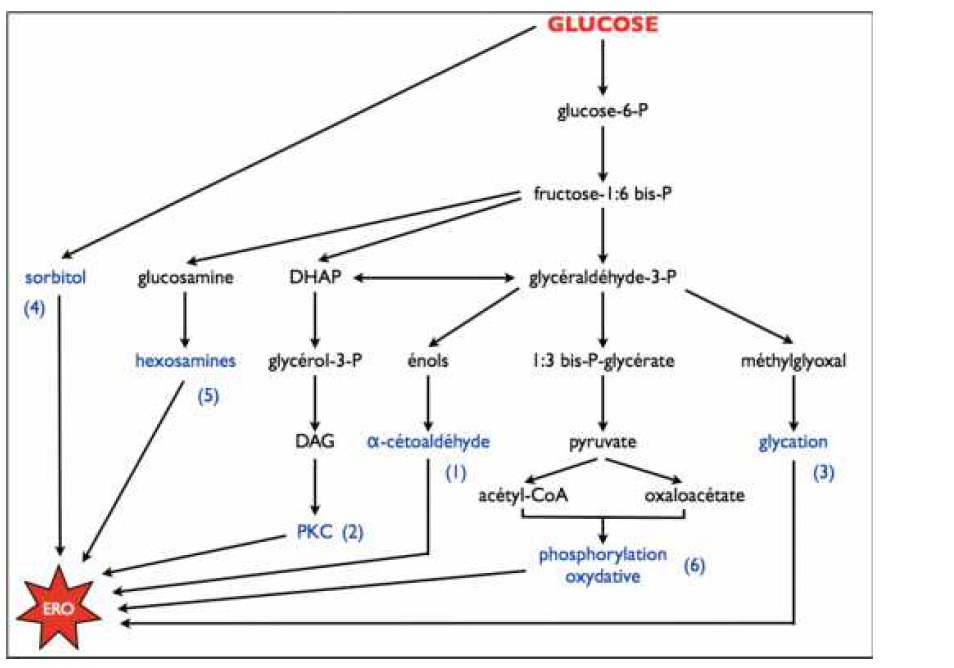 GLUCOSE
glucose-6-P
fructose-1:6 bis-P
sorbitol
(4)
glucosamine
DHAP
glycéraldéhyde-3-P
hexosamines
(5)
glycérol-3-P
énols
1:3 bis-P-glycérate
méthylglyoxal
DAG
α-cétoaldéhyde
(1)
pyruvate
glycation
(3)
acétyl-CoA
oxaloacétate
PKC (2)
phosphorylation
oxydative
(6)
ERO